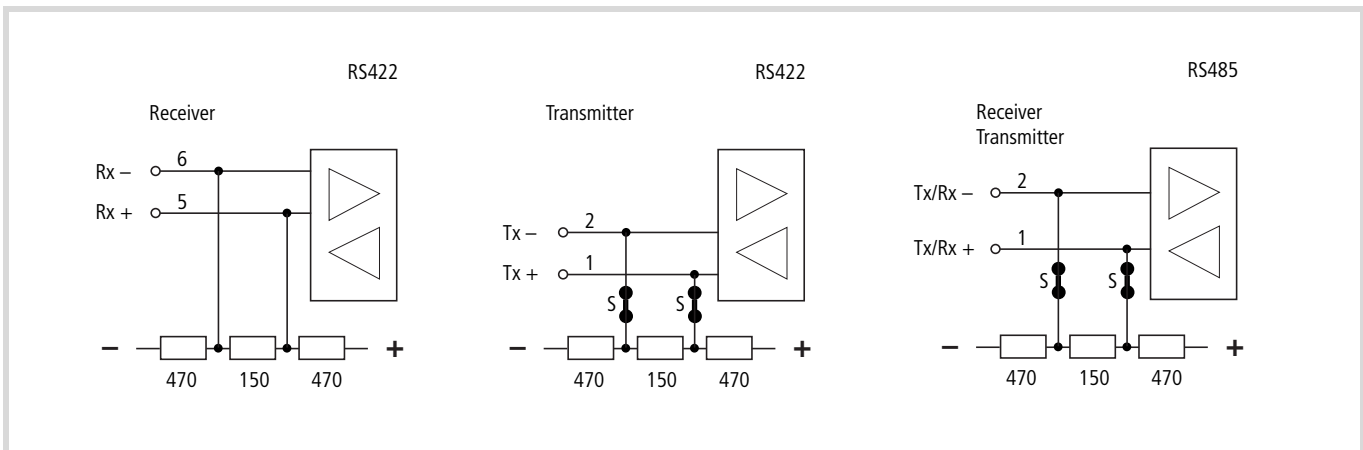 RS422
Receiver
Rx – 6
Rx + 5
– +
470 150 470
RS422
Transmitter
Tx – 2
Tx + 1
S S
– +
470 150 470
RS485
Receiver
Transmitter
Tx/Rx – 2
Tx/Rx + 1
S S
– +
470 150 470